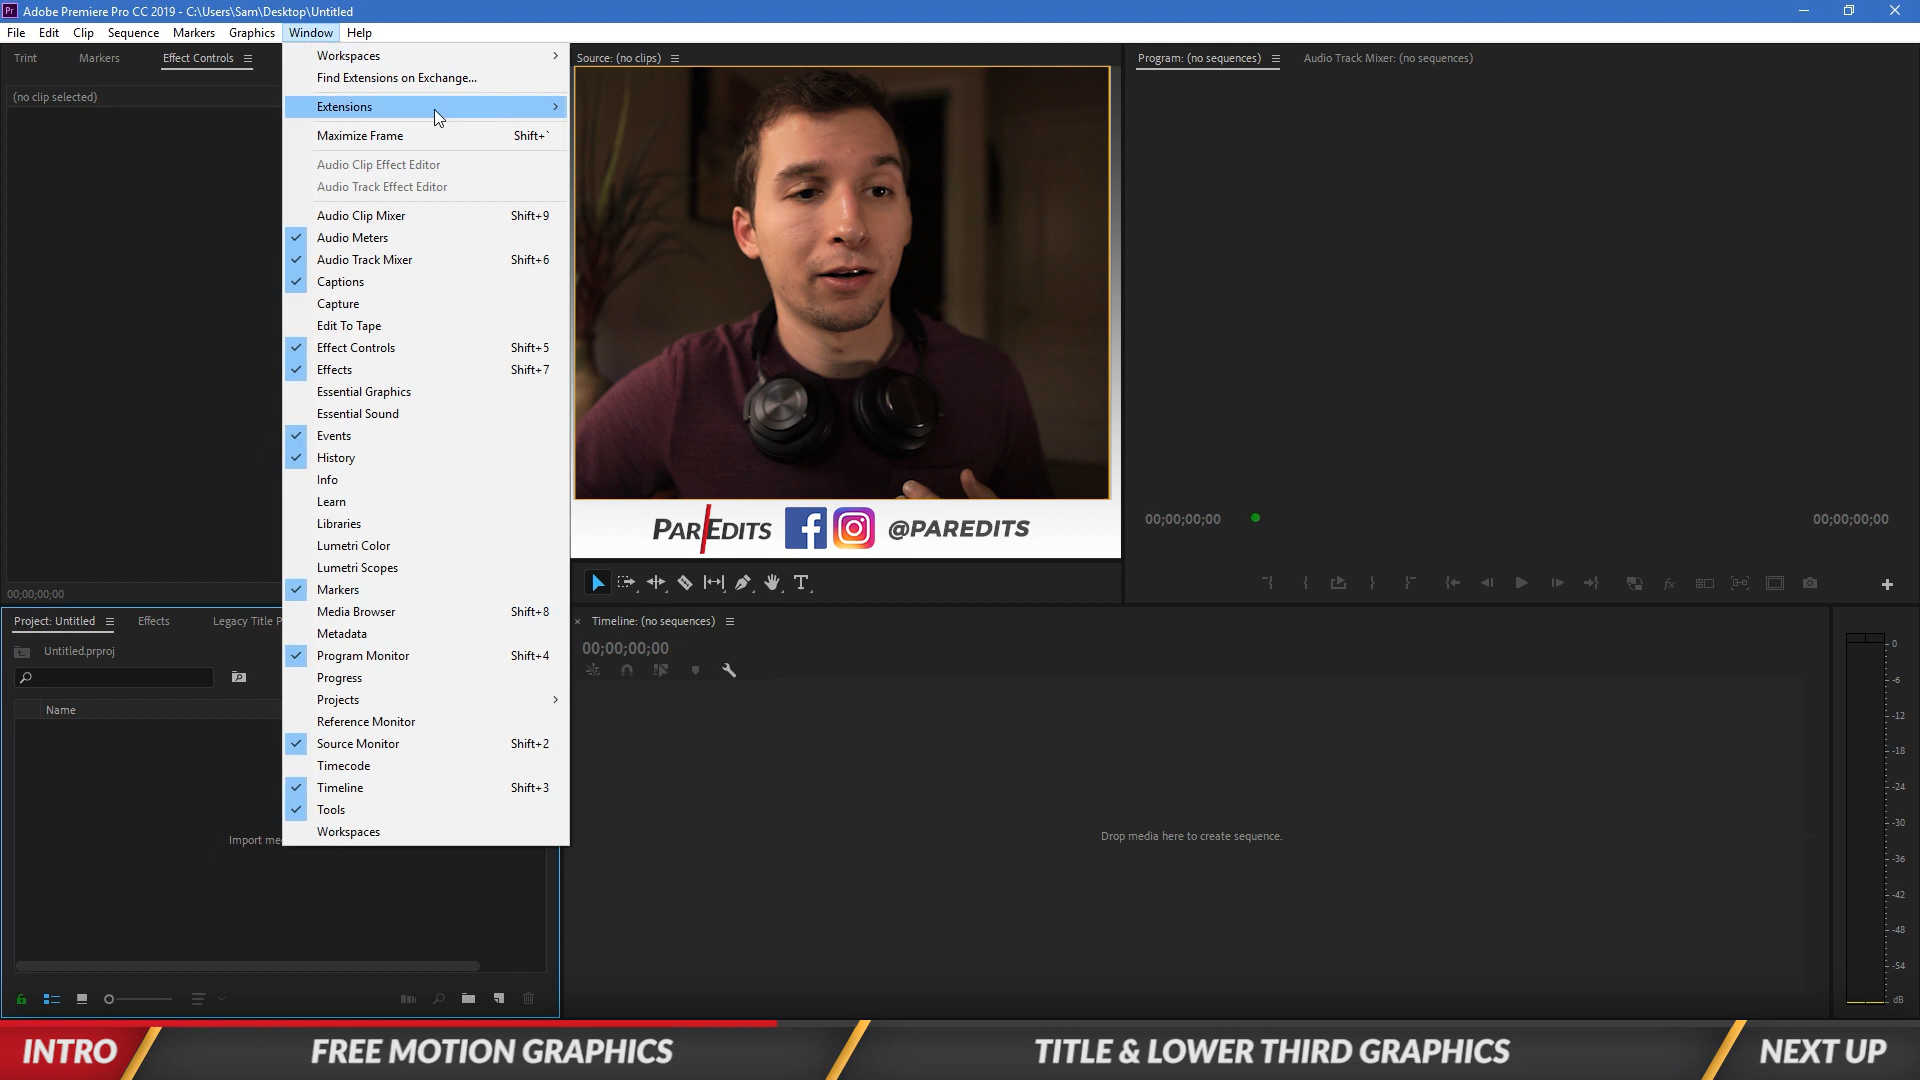 Pr Adobe Premiere Pro CC 2019 - C:\Users\Sam\Desktop\Untitled
File Edit Clip Sequence Markers Graphics Window Help
Trint Markers Effect Controls
(no clip selected)
00;00;00;00
Workspaces
Find Extensions on Exchange...
Extensions
Maximize Frame Shift+`
Audio Clip Effect Editor
Audio Track Effect Editor
Audio Clip Mixer Shift+9
Audio Meters
Audio Track Mixer Shift+6
Captions
Capture
Edit To Tape
Effect Controls Shift+5
Effects Shift+7
Essential Graphics
Essential Sound
Events
History
Info
Learn
Libraries
Lumetri Color
Lumetri Scopes
Markers
Media Browser Shift+8
Metadata
Program Monitor Shift+4
Progress
Projects
Reference Monitor
Source Monitor Shift+2
Timecode
Timeline Shift+3
Tools
Workspaces
Source: (no clips)
PAR/EDITS f @PAREDITS
Program: (no sequences) Audio Track Mixer: (no sequences)
00;00;00;00 00;00;00;00
Project: Untitled Effects Legacy Title P
Untitled.prproj
Name
Import me
Timeline: (no sequences)
00;00;00;00
Drop media here to create sequence.
0
-6
-12
-18
-24
-30
-36
-42
-48
-54
dB
INTRO FREE MOTION GRAPHICS TITLE & LOWER THIRD GRAPHICS NEXT UP